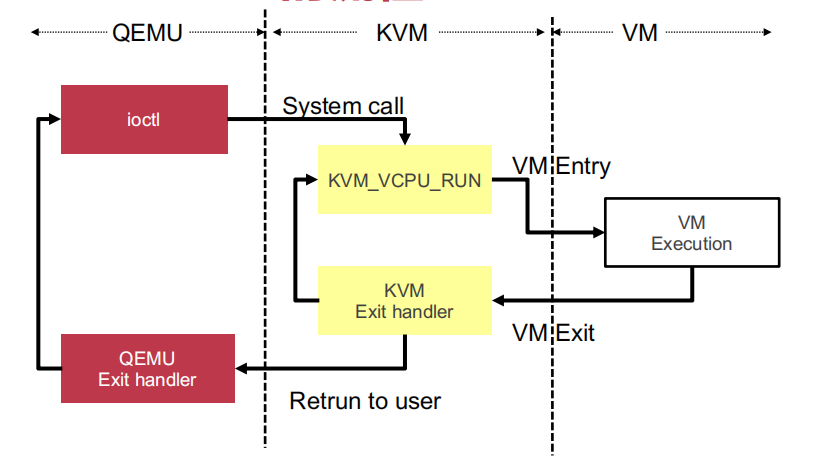 QEMU KVM VM
ioctl
System call
KVM_VCPU_RUN
VM Entry
VM
Execution
KVM
Exit handler
VM Exit
QEMU
Exit handler
Retrun to user